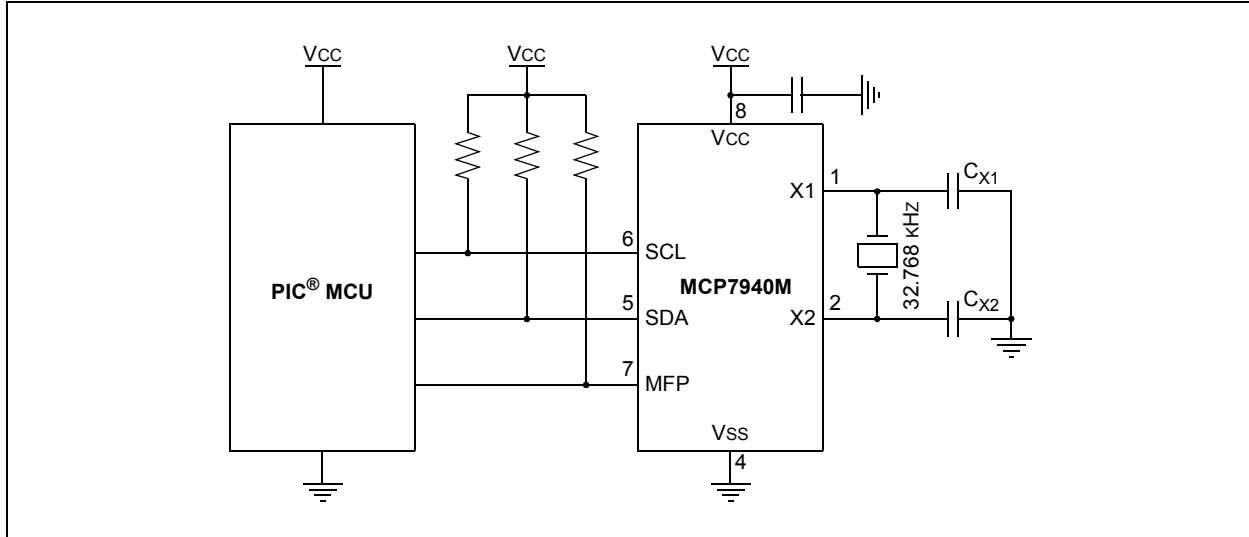 VCC
VCC
VCC
8
VCC
X1
1
CX1
6
SCL
32.768 KHZ
PIC® MCU
MCP7940M
5
SDA
X2
2
CX2
7
MFP
VSS
4